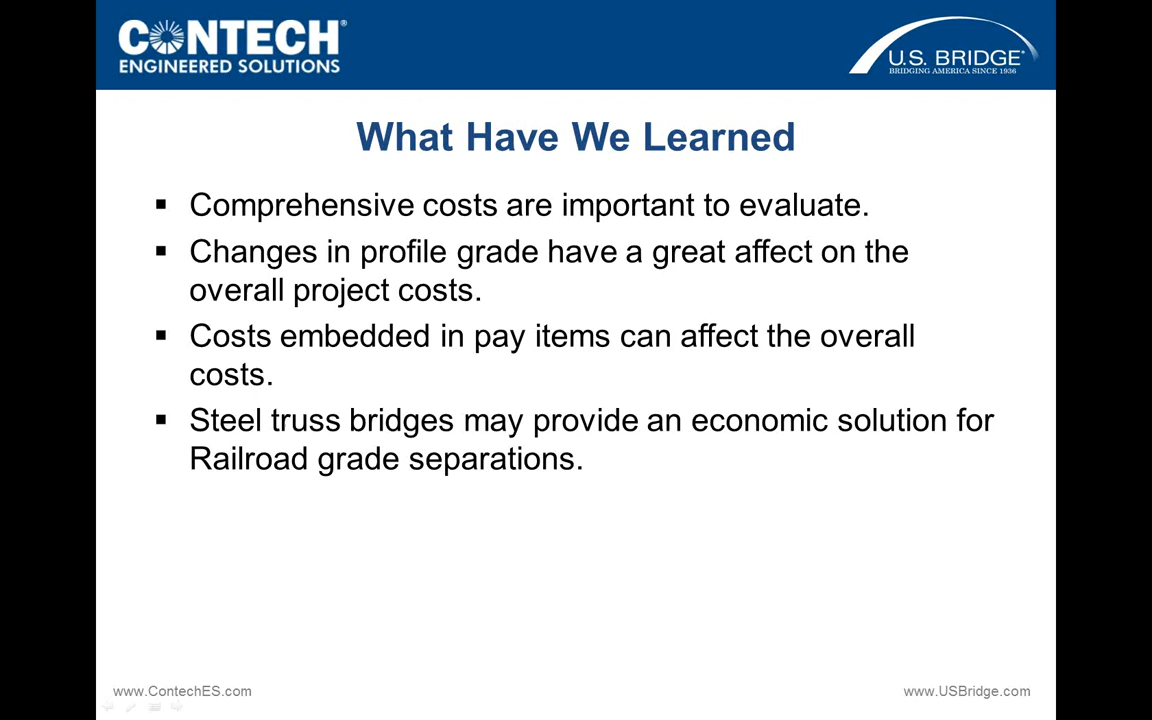 CONTECH®
ENGINEERED SOLUTIONS
U.S. BRIDGE®
BRIDGING AMERICA SINCE 1936
What Have We Learned
▪ Comprehensive costs are important to evaluate.
▪ Changes in profile grade have a great affect on the
overall project costs.
▪ Costs embedded in pay items can affect the overall
costs.
▪ Steel truss bridges may provide an economic solution for
Railroad grade separations.
www.ContechES.com
www.USBridge.com